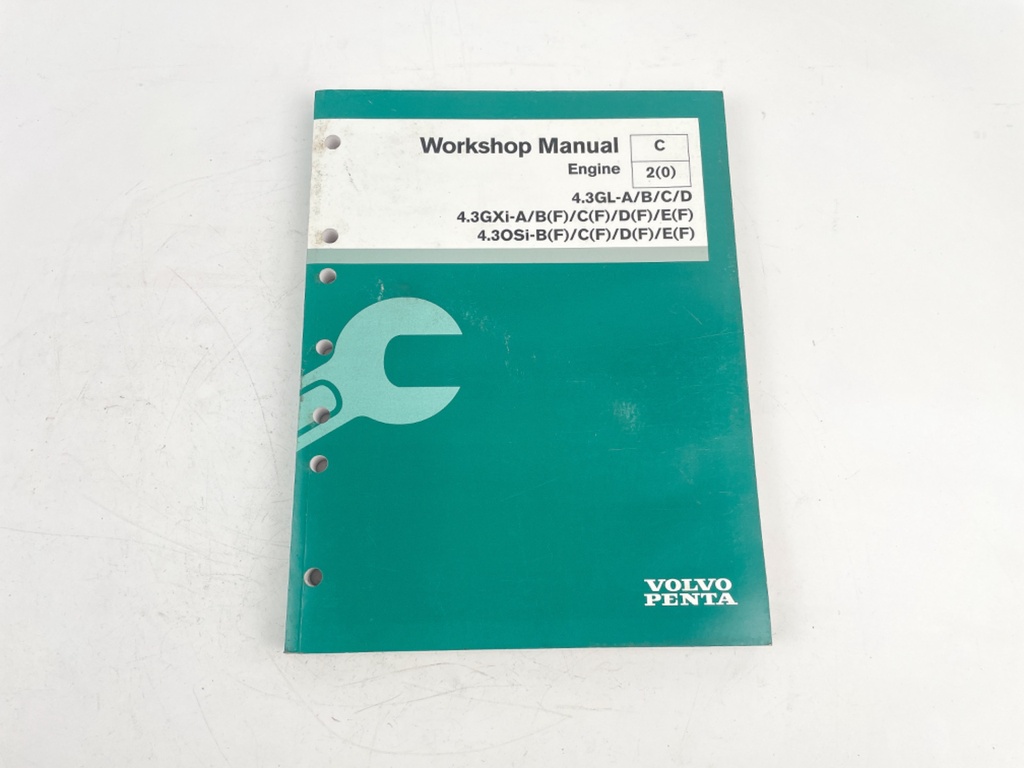 Workshop Manual
C
Engine
2(0)
4.3GL-A/B/C/D
4.3GXi-A/B(F)/C(F)/D(F)/E(F)
4.3OSi-B(F)/C(F)/D(F)/E(F)
VOLVO
PENTA